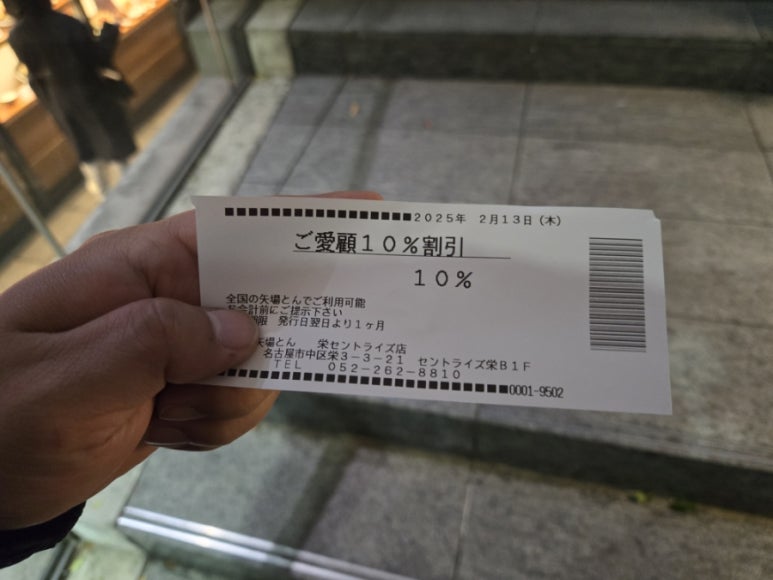 ■■■■■■■■■■■■■■■■2025年 2月13日(木)
ご愛顧10%割引
10%
全国の矢場とんでご利用可能
お会計前にご提示下さい
期限 発行日翌日より1ヶ月
矢場とん 栄セントライズ店
名古屋市中区栄3-3-21 セントライズ栄B1F
TEL 052-262-8810
0001-9502